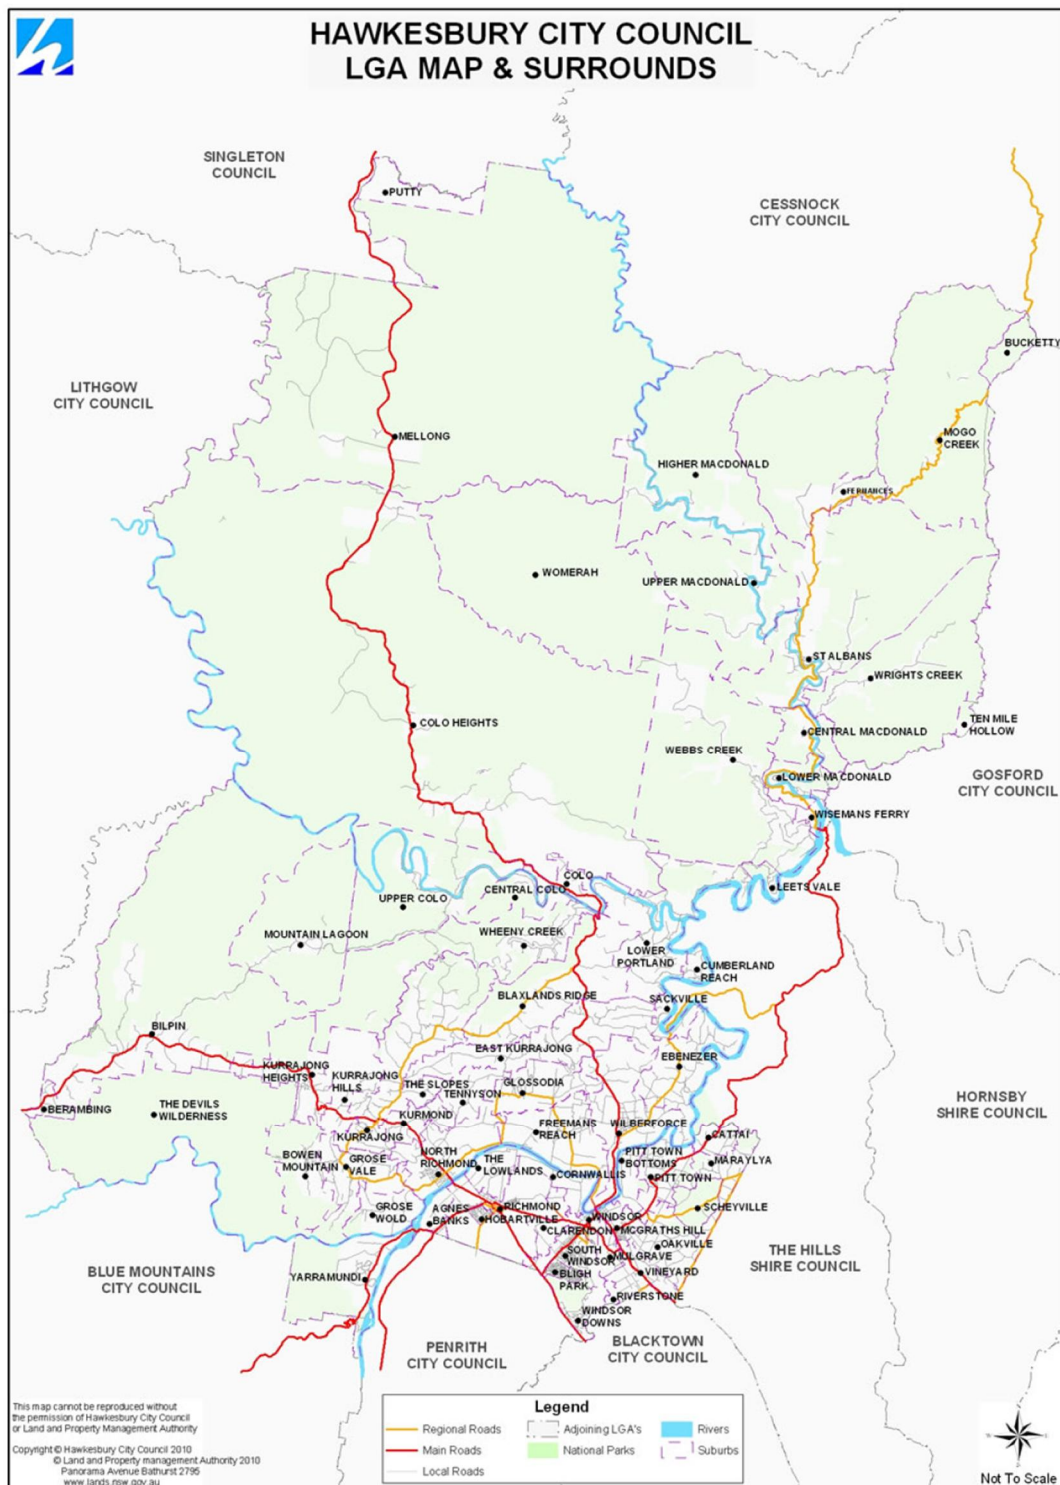 HAWKESBURY CITY COUNCIL
LGA MAP & SURROUNDS
SINGLETON
COUNCIL
PUTTY
CESSNOCK
CITY COUNCIL
BUCKETTY
LITHGOW
CITY COUNCIL
MELLONG
MOGO
CREEK
HIGHER MACDONALD
FERNANCES
WOMERAH
UPPER MACDONALD
ST ALBANS
WRIGHTS CREEK
COLO HEIGHTS
TEN MILE
HOLLOW
CENTRAL MACDONALD
WEBBS CREEK
LOWER MACDONALD
GOSFORD
CITY COUNCIL
WISEMANS FERRY
COLO
CENTRAL COLO
LEETS VALE
UPPER COLO
MOUNTAIN LAGOON
WHEENY CREEK
LOWER
PORTLAND
CUMBERLAND
REACH
BLAXLANDS RIDGE
SACKVILLE
BILPIN
EAST KURRAJONG
EBENEZER
KURRAJONG
HEIGHTS
KURRAJONG
HILLS
THE SLOPES
TENNYSON
GLOSSODIA
BERAMBING
THE DEVILS
WILDERNESS
HORNSBY
SHIRE COUNCIL
KURMOND
FREEMANS
REACH
WILBERFORCE
KURRAJONG
CATTAI
BOWEN
MOUNTAIN
GROSE
VALE
NORTH
RICHMOND
THE
LOWLANDS
CORNWALLIS
PITT TOWN
BOTTOMS
MARAYLYA
PITT TOWN
GROSE
WOLD
AGNES
BANKS
RICHMOND
HOBARTVILLE
SCHEYVILLE
WINDSOR
CLARENDON
MCGRATHS HILL
OAKVILLE
THE HILLS
SHIRE COUNCIL
SOUTH
WINDSOR
MULGRAVE
BLUE MOUNTAINS
CITY COUNCIL
YARRAMUNDI
BLIGH
PARK
VINEYARD
RIVERSTONE
WINDSOR
DOWNS
PENRITH
CITY COUNCIL
BLACKTOWN
CITY COUNCIL
This map cannot be reproduced without
the permission of Hawkesbury City Council
or Land and Property Management Authority
Copyright © Hawkesbury City Council 2010
© Land and Property management Authority 2010
Panorama Avenue Bathurst 2795
www.lands.nsw.gov.au
Legend
Regional Roads
Adjoining LGA's
Rivers
Main Roads
National Parks
Suburbs
Local Roads
Not To Scale